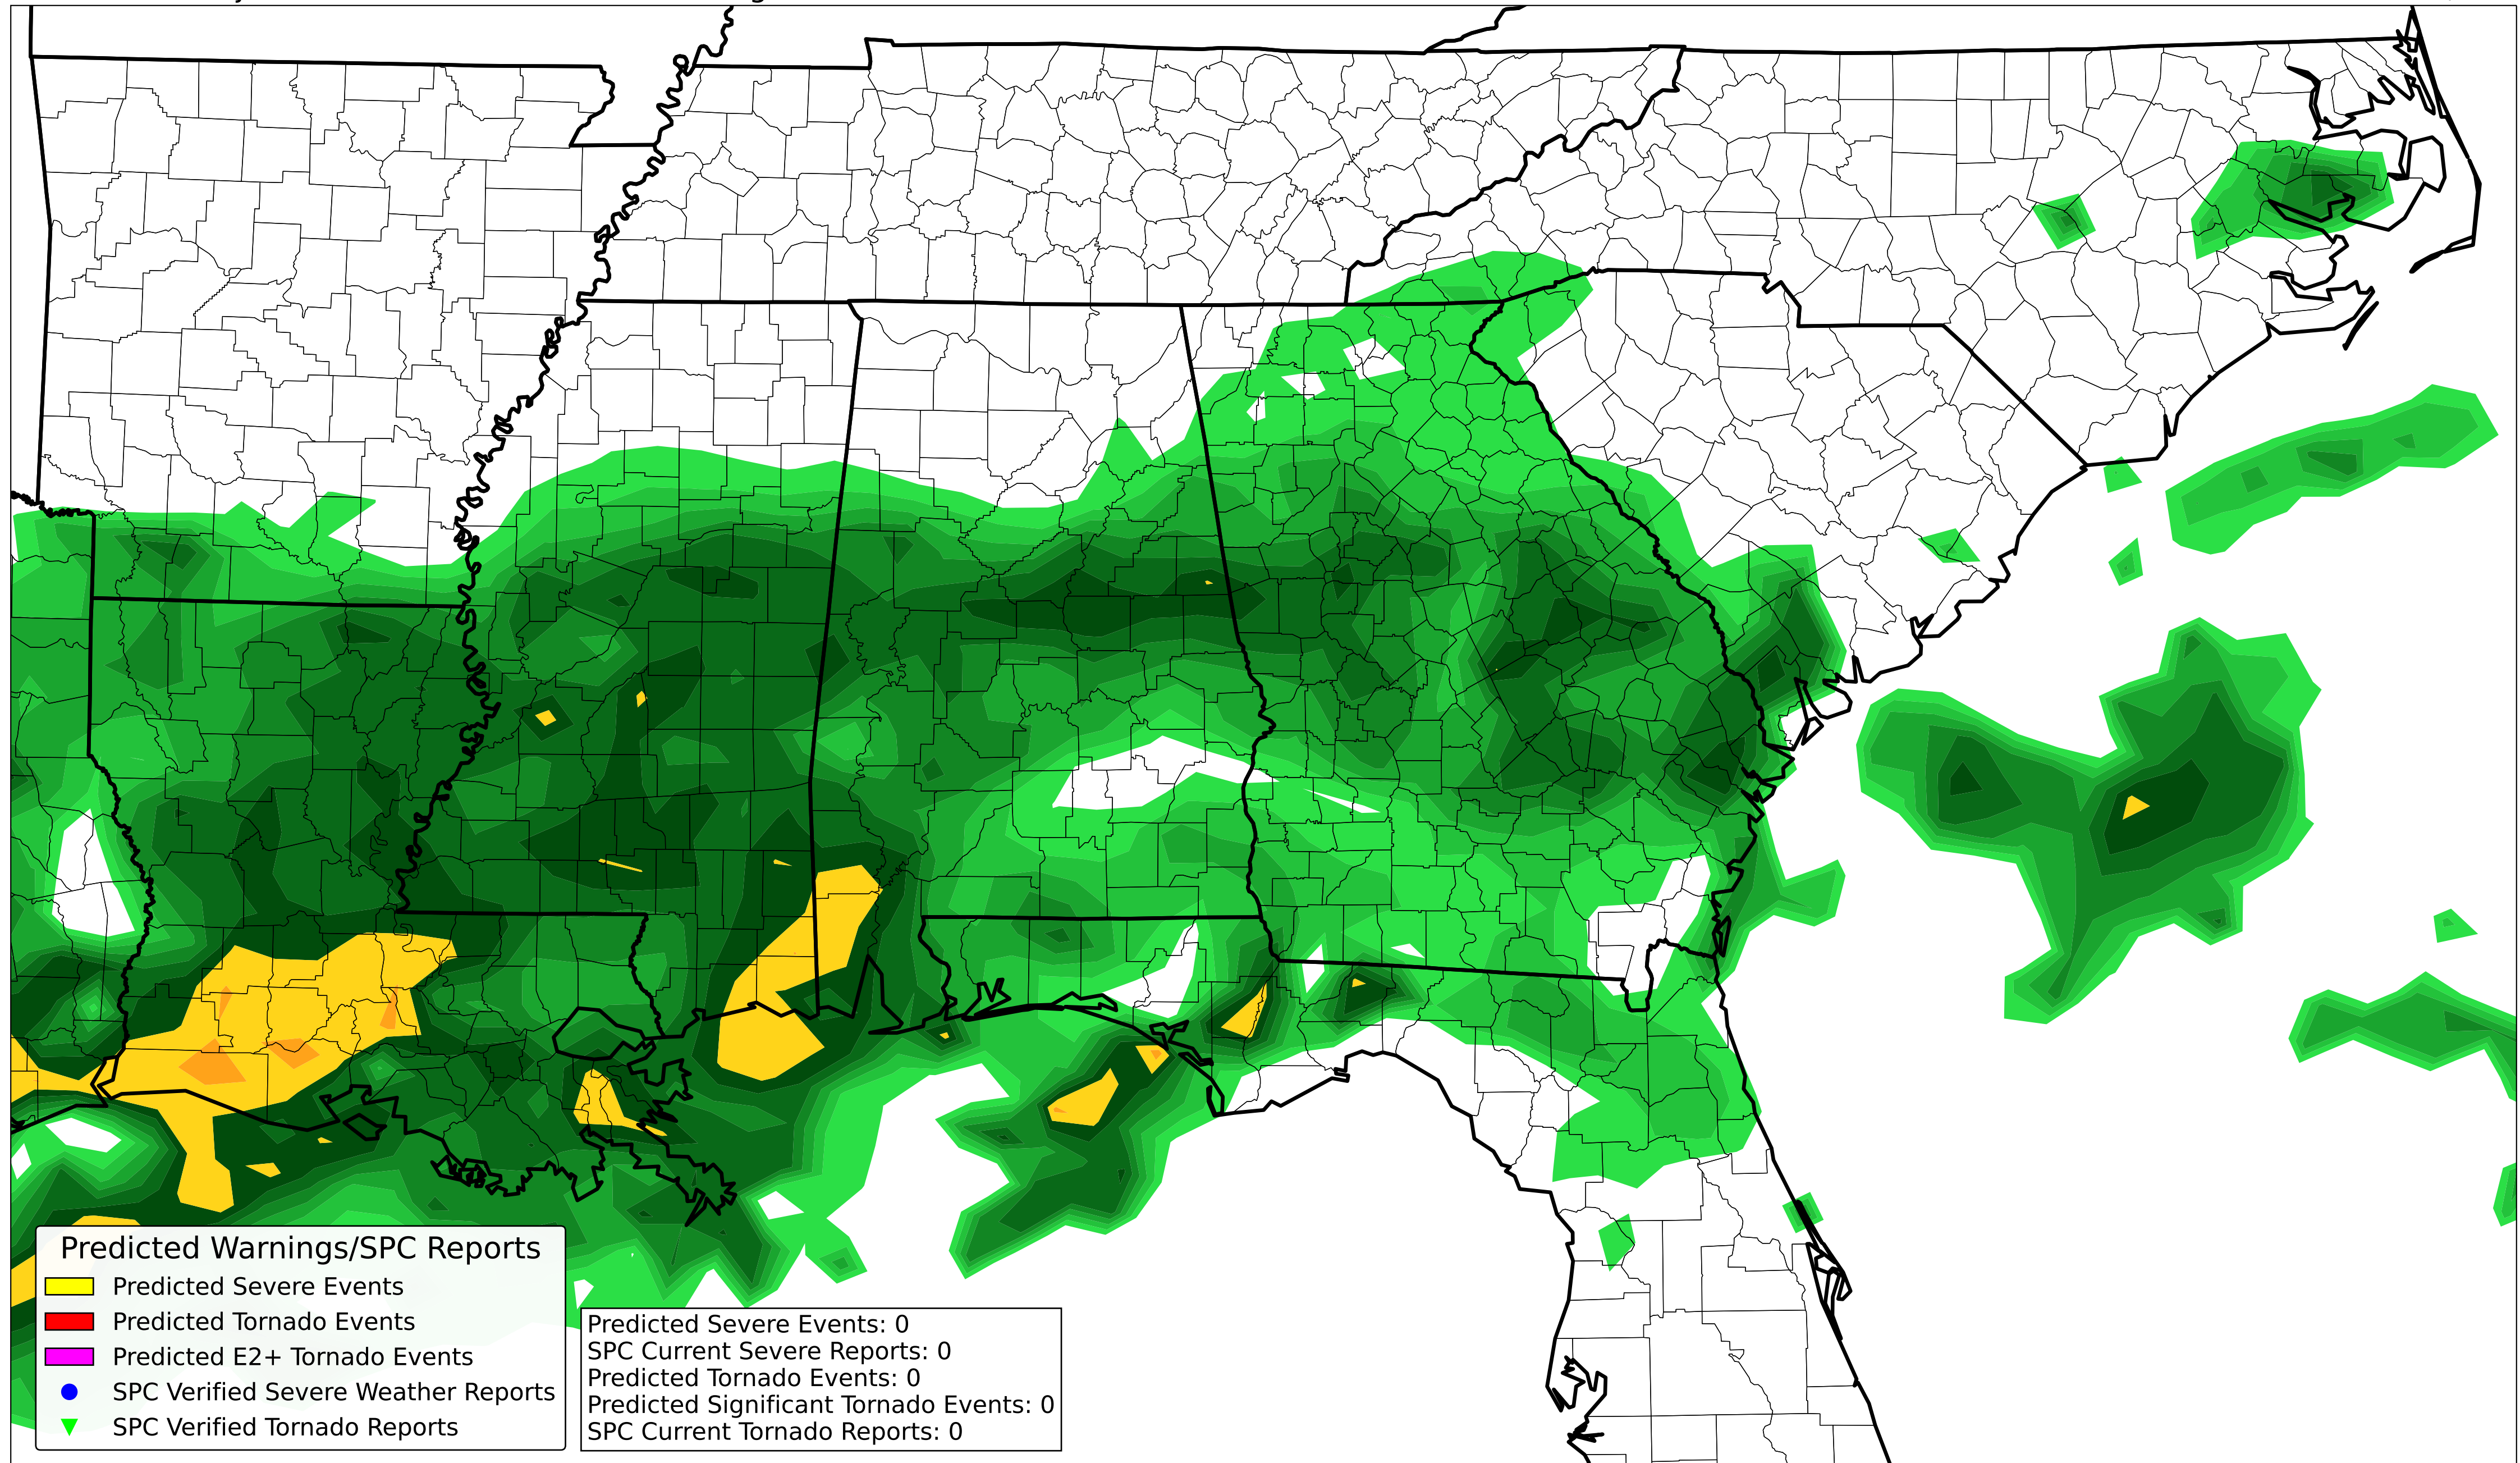 Predicted Warnings/SPC Reports
Predicted Severe Events
Predicted Tornado Events
Predicted E2+ Tornado Events
SPC Verified Severe Weather Reports
SPC Verified Tornado Reports
Predicted Severe Events: 0
SPC Current Severe Reports: 0
Predicted Tornado Events: 0
Predicted Significant Tornado Events: 0
SPC Current Tornado Reports: 0